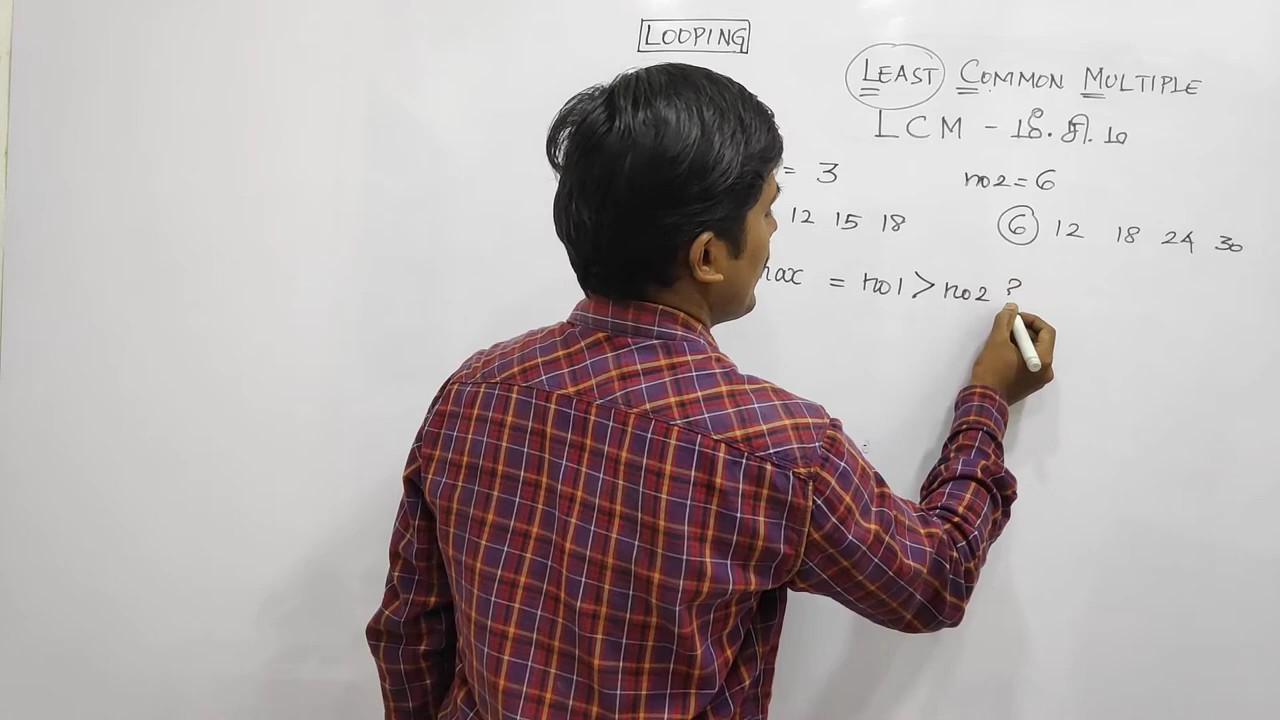 LOOPING
LEAST COMMON MULTIPLE
LCM - மீ.சி.ம
= 3 no2 = 6
12 15 18 6 12 18 24 30
max = no1 > no2 ?